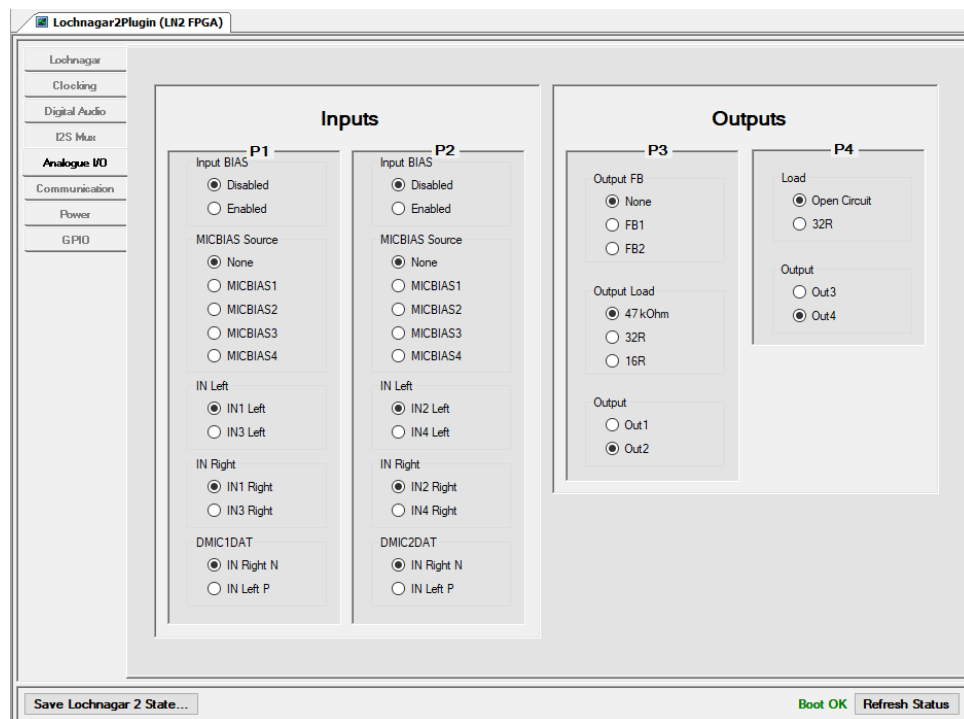 Lochnagar2Plugin (LN2 FPGA)
Lochnagar
Clocking
Digital Audio
I2S Mux
Analogue I/O
Communication
Power
GPIO
Inputs
P1
Input BIAS
Disabled
Enabled
MICBIAS Source
None
MICBIAS1
MICBIAS2
MICBIAS3
MICBIAS4
IN Left
IN1 Left
IN3 Left
IN Right
IN1 Right
IN3 Right
DMIC1DAT
IN Right N
IN Left P
P2
Input BIAS
Disabled
Enabled
MICBIAS Source
None
MICBIAS1
MICBIAS2
MICBIAS3
MICBIAS4
IN Left
IN2 Left
IN4 Left
IN Right
IN2 Right
IN4 Right
DMIC2DAT
IN Right N
IN Left P
Outputs
P3
Output FB
None
FB1
FB2
Output Load
47 kOhm
32R
16R
Output
Out1
Out2
P4
Load
Open Circuit
32R
Output
Out3
Out4
Save Lochnagar 2 State...
Boot OK
Refresh Status